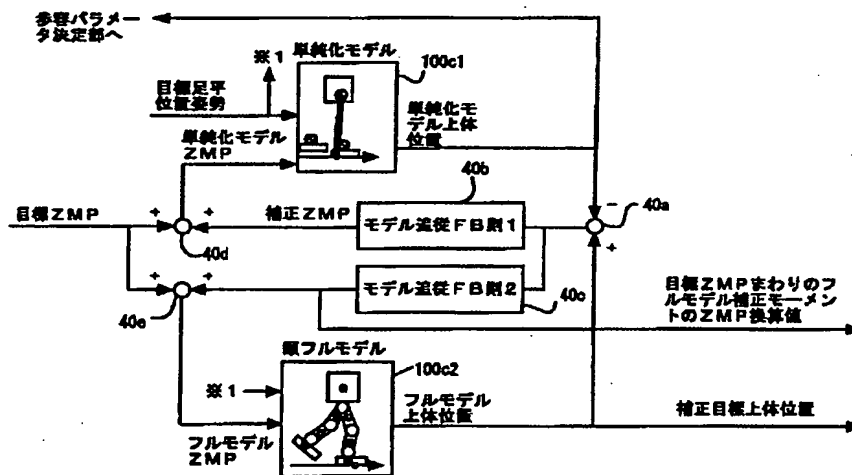 歩容パラメー
タ決定部へ
※1
単純化モデル
100c1
目標足平
位置姿勢
単純化モ
デル上体
位置
単純化モデル
ZMP
40b
目標ZMP
+
+
40d
補正ZMP
モデル追従FB則1
-
40a
+
+
+
40e
モデル追従FB則2
40c
目標ZMPまわりのフ
ルモデル補正モーメン
トのZMP換算値
類フルモデル
100c2
※1
フルモデル
上体位置
補正目標上体位置
フルモデル
ZMP